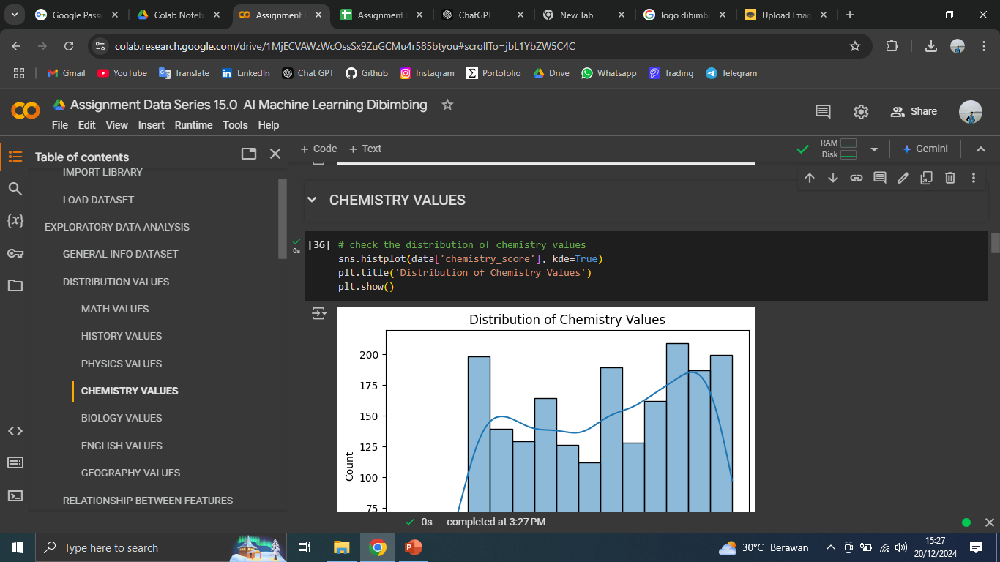 Google Passw
Colab Noteb
Assignment
Assignment
ChatGPT
New Tab
logo dibimbi
Upload Imag
colab.research.google.com/drive/1MjECVAWzWcOssSx9ZuGCMu4r585btyou#scrollTo=jbL1YbZW5C4C
Gmail
YouTube
Translate
LinkedIn
Chat GPT
Github
Instagram
Portofolio
Drive
Whatsapp
Trading
Telegram
Assignment Data Series 15.0 AI Machine Learning Dibimbing
File Edit View Insert Runtime Tools Help
Share
Table of contents
IMPORT LIBRARY
LOAD DATASET
EXPLORATORY DATA ANALYSIS
GENERAL INFO DATASET
DISTRIBUTION VALUES
MATH VALUES
HISTORY VALUES
PHYSICS VALUES
CHEMISTRY VALUES
BIOLOGY VALUES
ENGLISH VALUES
GEOGRAPHY VALUES
RELATIONSHIP BETWEEN FEATURES
+ Code + Text
RAM
Disk
Gemini
CHEMISTRY VALUES
[36] # check the distribution of chemistry values
0s
sns.histplot(data['chemistry_score'], kde=True)
plt.title('Distribution of Chemistry Values')
plt.show()
Distribution of Chemistry Values
200
175
150
125
100
75
Count
0s completed at 3:27 PM
Type here to search
30°C Berawan
15:27
20/12/2024